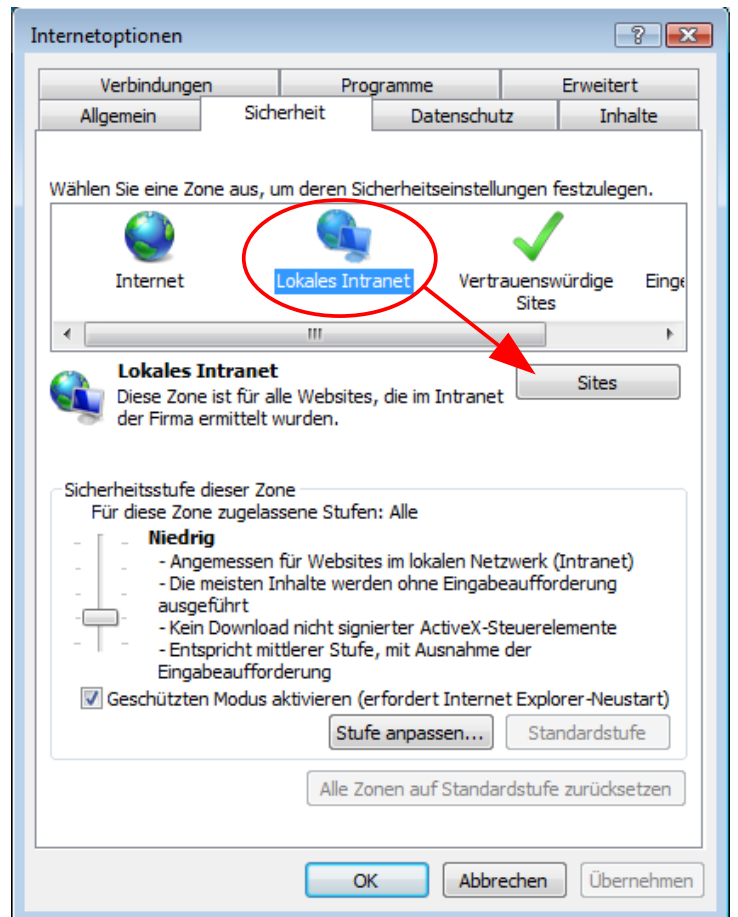 Internetoptionen
Verbindungen Programme Erweitert
Allgemein Sicherheit Datenschutz Inhalte
Wählen Sie eine Zone aus, um deren Sicherheitseinstellungen festzulegen.
Internet Lokales Intranet Vertrauenswürdige Einge
Sites
Lokales Intranet
Sites
Diese Zone ist für alle Websites, die im Intranet
der Firma ermittelt wurden.
Sicherheitsstufe dieser Zone
Für diese Zone zugelassene Stufen: Alle
Niedrig
- Angemessen für Websites im lokalen Netzwerk (Intranet)
- Die meisten Inhalte werden ohne Eingabeaufforderung
ausgeführt
- Kein Download nicht signierter ActiveX-Steuerelemente
- Entspricht mittlerer Stufe, mit Ausnahme der
Eingabeaufforderung
Geschützten Modus aktivieren (erfordert Internet Explorer-Neustart)
Stufe anpassen... Standardstufe
Alle Zonen auf Standardstufe zurücksetzen
OK Abbrechen Übernehmen